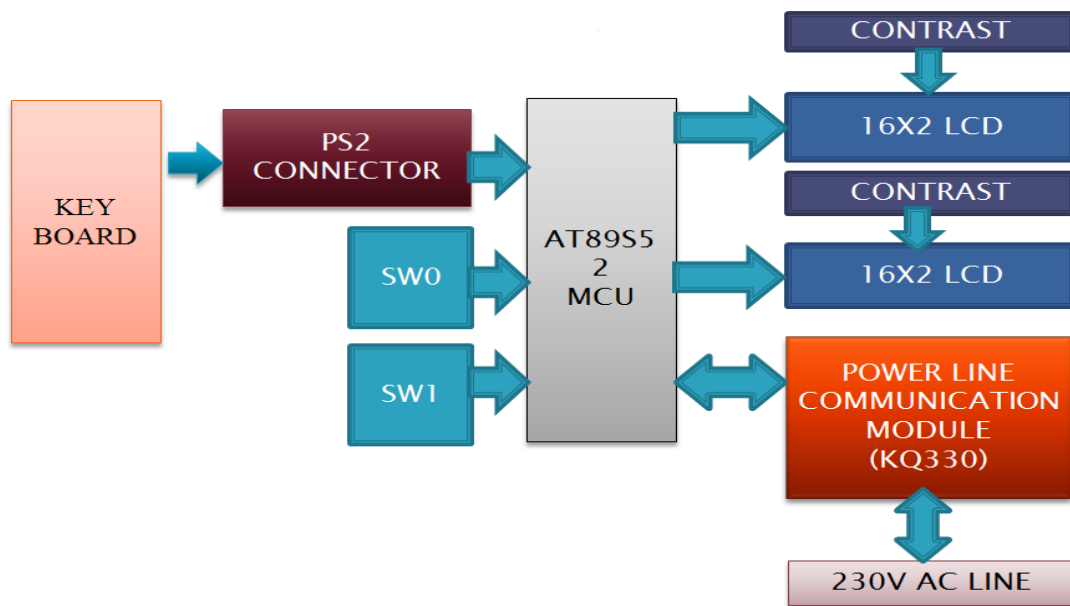 KEY
BOARD
PS2
CONNECTOR
SW0
SW1
AT89S5
2
MCU
CONTRAST
16X2 LCD
CONTRAST
16X2 LCD
POWER LINE
COMMUNICATION
MODULE
(KQ330)
230V AC LINE